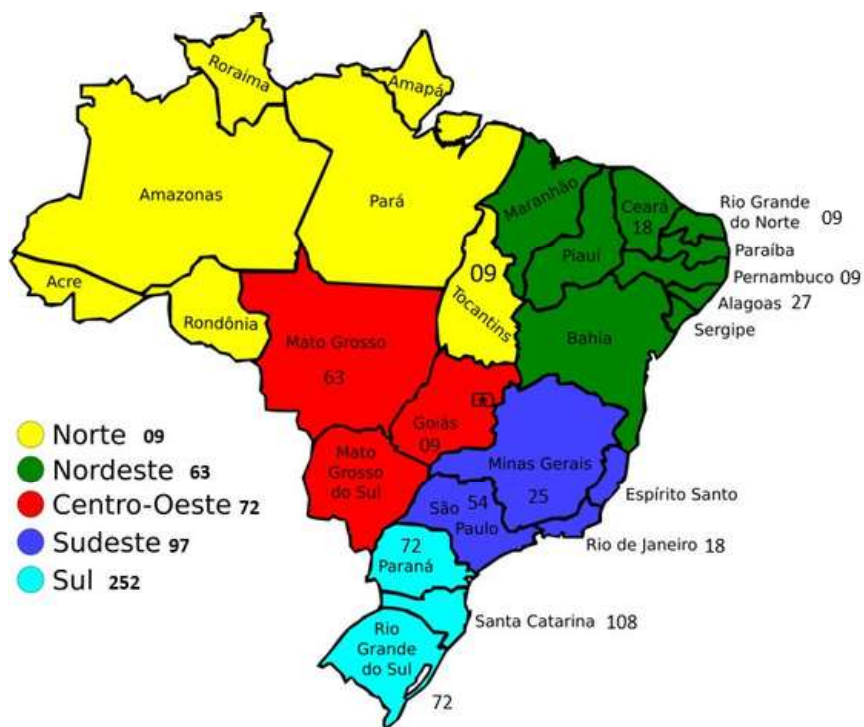 Roraima
Amapá
Amazonas
Pará
Maranhão
Ceará
18
Rio Grande
do Norte 09
Paraíba
Piauí
Pernambuco 09
Alagoas 27
Sergipe
Acre
Rondônia
09
Tocantins
Mato Grosso
63
Bahia
Goiás
09
Mato
Grosso
do Sul
Minas Gerais
25
Espírito Santo
São
Paulo
54
Rio de Janeiro 18
72
Paraná
Santa Catarina 108
Rio
Grande
do Sul
72
Norte 09
Nordeste 63
Centro-Oeste 72
Sudeste 97
Sul 252